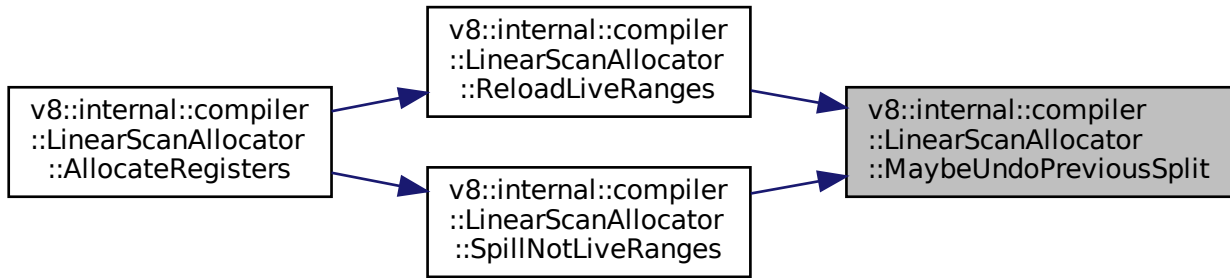 v8::internal::compiler
::LinearScanAllocator
::AllocateRegisters
v8::internal::compiler
::LinearScanAllocator
::ReloadLiveRanges
v8::internal::compiler
::LinearScanAllocator
::SpillNotLiveRanges
v8::internal::compiler
::LinearScanAllocator
::MaybeUndoPreviousSplit